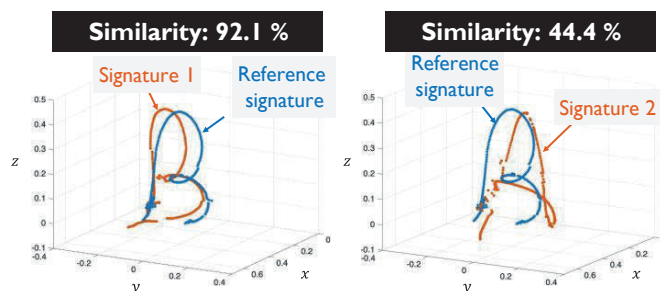 Similarity: 92.1 %
Signature 1
Reference
signature
0.5
0.4
0.3
z
0.2
0.1
0
-0.1
-0.4
-0.2
0
y
0.2
0.4
0.6
0.4
x
0.2
0
Similarity: 44.4 %
Reference
signature
Signature 2
0.5
0.4
0.3
z
0.2
0.1
0
-0.1
-0.4
-0.2
0
y
0.2
0.4
0.6
0.4
x
0.2
0